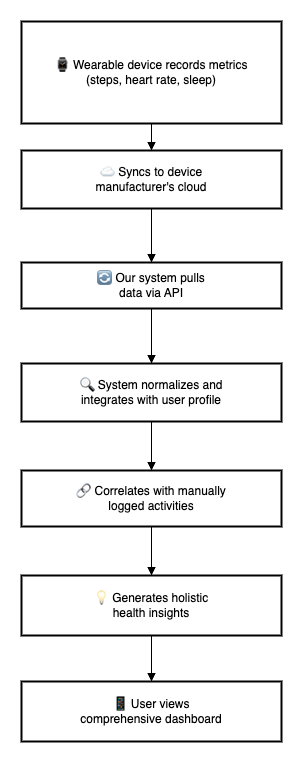 ⌚ Wearable device records metrics
(steps, heart rate, sleep)
☁️ Syncs to device
manufacturer's cloud
🔄 Our system pulls
data via API
🔍 System normalizes and
integrates with user profile
🔗 Correlates with manually
logged activities
💡 Generates holistic
health insights
📱 User views
comprehensive dashboard